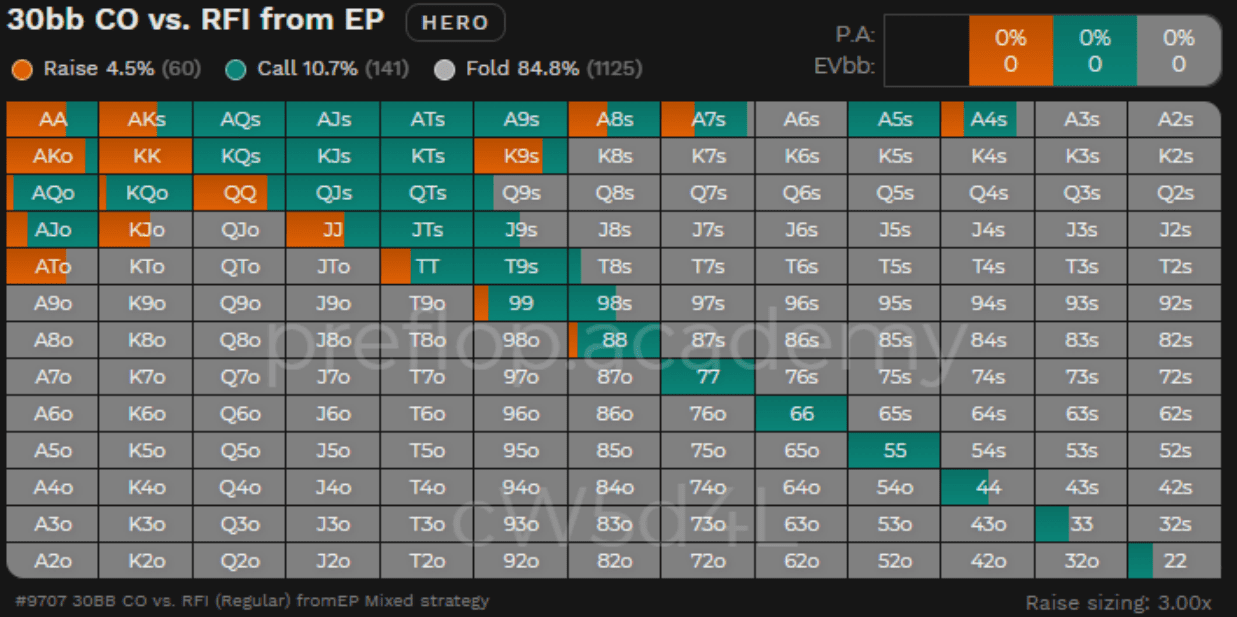 30bb CO vs. RFI from EP HERO
P.A: 0% 0% 0%
EVbb: 0 0 0
Raise 4.5% (60) Call 10.7% (141) Fold 84.8% (1125)
AA AKs AQs AJs ATs A9s A8s A7s A6s A5s A4s A3s A2s
AKo KK KQs KJs KTs K9s K8s K7s K6s K5s K4s K3s K2s
AQo KQo QQ QJs QTs Q9s Q8s Q7s Q6s Q5s Q4s Q3s Q2s
AJo KJo QJo JJ JTs J9s J8s J7s J6s J5s J4s J3s J2s
ATo KTo QTo JTo TT T9s T8s T7s T6s T5s T4s T3s T2s
A9o K9o Q9o J9o T9o 99 98s 97s 96s 95s 94s 93s 92s
A8o K8o Q8o J8o T8o 98o 88 87s 86s 85s 84s 83s 82s
preflop.academy
A7o K7o Q7o J7o T7o 97o 87o 77 76s 75s 74s 73s 72s
A6o K6o Q6o J6o T6o 96o 86o 76o 66 65s 64s 63s 62s
A5o K5o Q5o J5o T5o 95o 85o 75o 65o 55 54s 53s 52s
A4o K4o Q4o J4o T4o 94o 84o 74o 64o 54o 44 43s 42s
A3o K3o Q3o J3o T3o 93o 83o 73o 63o 53o 43o 33 32s
cW5d4L
A2o K2o Q2o J2o T2o 92o 82o 72o 62o 52o 42o 32o 22
#9707 30BB CO vs. RFI (Regular) fromEP Mixed strategy
Raise sizing: 3.00x